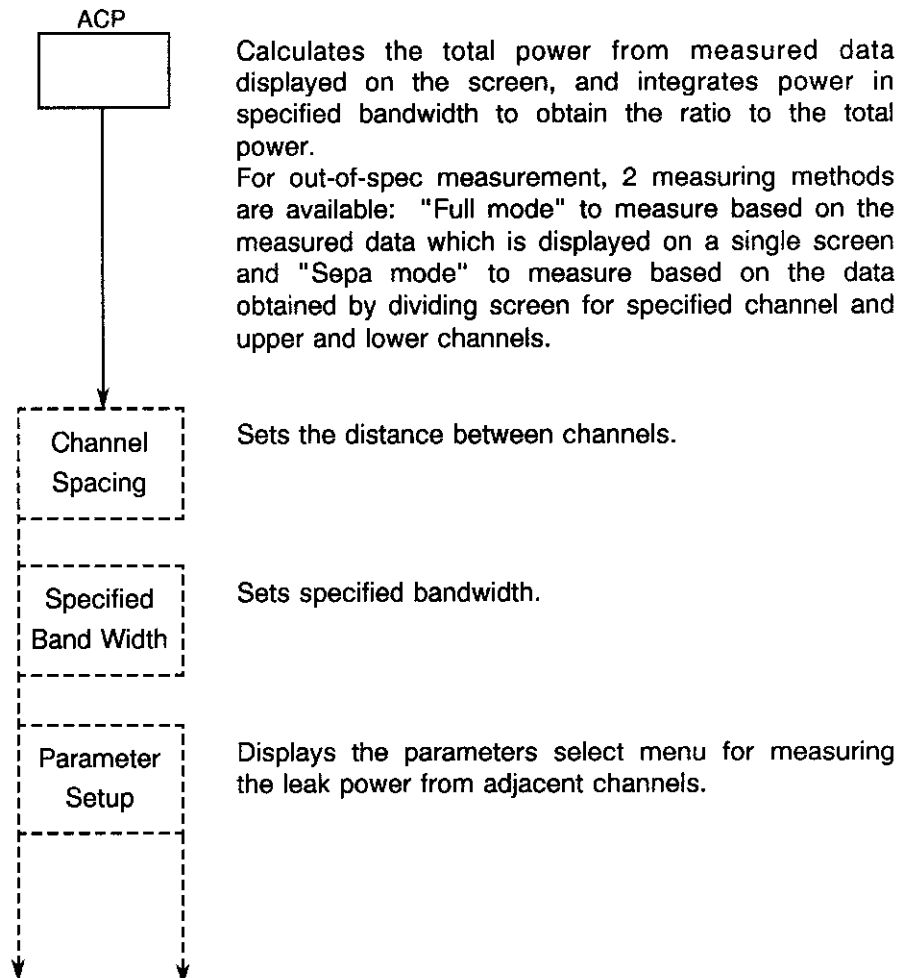 ACP
Calculates the total power from measured data
displayed on the screen, and integrates power in
specified bandwidth to obtain the ratio to the total
power.
For out-of-spec measurement, 2 measuring methods
are available: "Full mode" to measure based on the
measured data which is displayed on a single screen
and "Sepa mode" to measure based on the data
obtained by dividing screen for specified channel and
upper and lower channels.
Channel
Spacing
Sets the distance between channels.
Specified
Band Width
Sets specified bandwidth.
Parameter
Setup
Displays the parameters select menu for measuring
the leak power from adjacent channels.